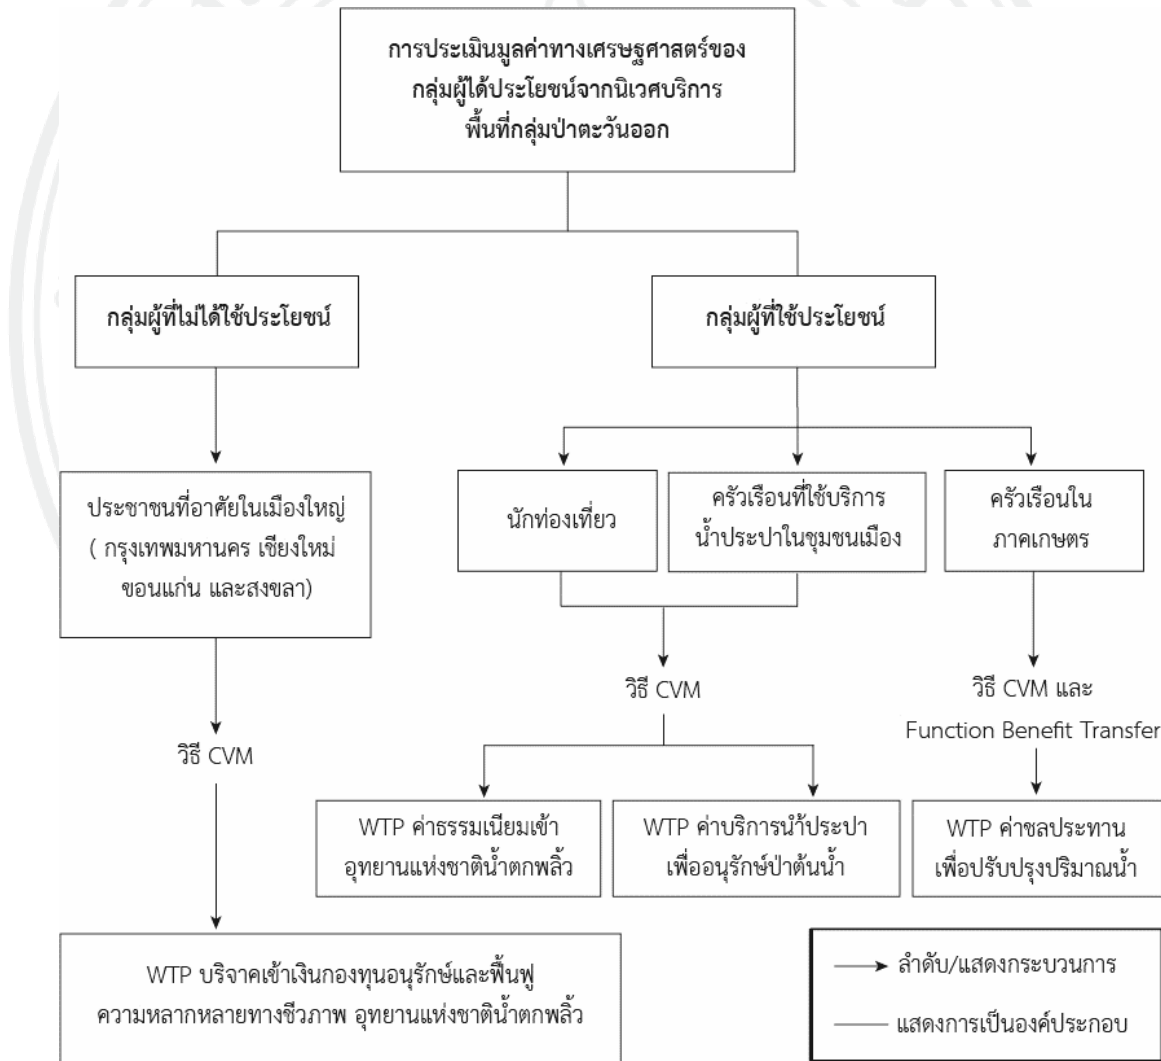 การประเมินมูลค่าทางเศรษฐศาสตร์ของ
กลุ่มผู้ได้ประโยชน์จากนิเวศบริการ
พื้นที่กลุ่มป่าตะวันออก
กลุ่มผู้ที่ไม่ได้ใช้ประโยชน์
กลุ่มผู้ที่ใช้ประโยชน์
ประชาชนที่อาศัยในเมืองใหญ่
( กรุงเทพมหานคร เชียงใหม่
ขอนแก่น และสงขลา)
นักท่องเที่ยว
ครัวเรือนที่ใช้บริการ
น้ำประปาในชุมชนเมือง
ครัวเรือนใน
ภาคเกษตร
วิธี CVM
วิธี CVM
วิธี CVM และ
Function Benefit Transfer
WTP ค่าธรรมเนียมเข้า
อุทยานแห่งชาติน้ำตกพลิ้ว
WTP ค่าบริการน้ำประปา
เพื่ออนุรักษ์ป่าต้นน้ำ
WTP ค่าชลประทาน
เพื่อปรับปรุงปริมาณน้ำ
WTP บริจาคเข้าเงินกองทุนอนุรักษ์และฟื้นฟู
ความหลากหลายทางชีวภาพ อุทยานแห่งชาติน้ำตกพลิ้ว
ลำดับ/แสดงกระบวนการ
แสดงการเป็นองค์ประกอบ